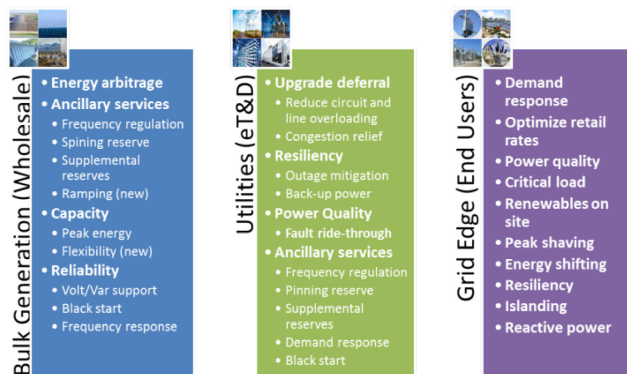 Bulk Generation (Wholesale)
• Energy arbitrage
• Ancillary services
• Frequency regulation
• Spining reserve
• Supplemental
reserves
• Ramping (new)
• Capacity
• Peak energy
• Flexibility (new)
• Reliability
• Volt/Var support
• Black start
• Frequency response
Utilities (eT&D)
• Upgrade deferral
• Reduce circuit and
line overloading
• Congestion relief
• Resiliency
• Outage mitigation
• Back-up power
• Power Quality
• Fault ride-through
• Ancillary services
• Frequency regulation
• Pinning reserve
• Supplemental
reserves
• Demand response
• Black start
Grid Edge (End Users)
• Demand
response
• Optimize retail
rates
• Power quality
• Critical load
• Renewables on
site
• Peak shaving
• Energy shifting
• Resiliency
• Islanding
• Reactive power